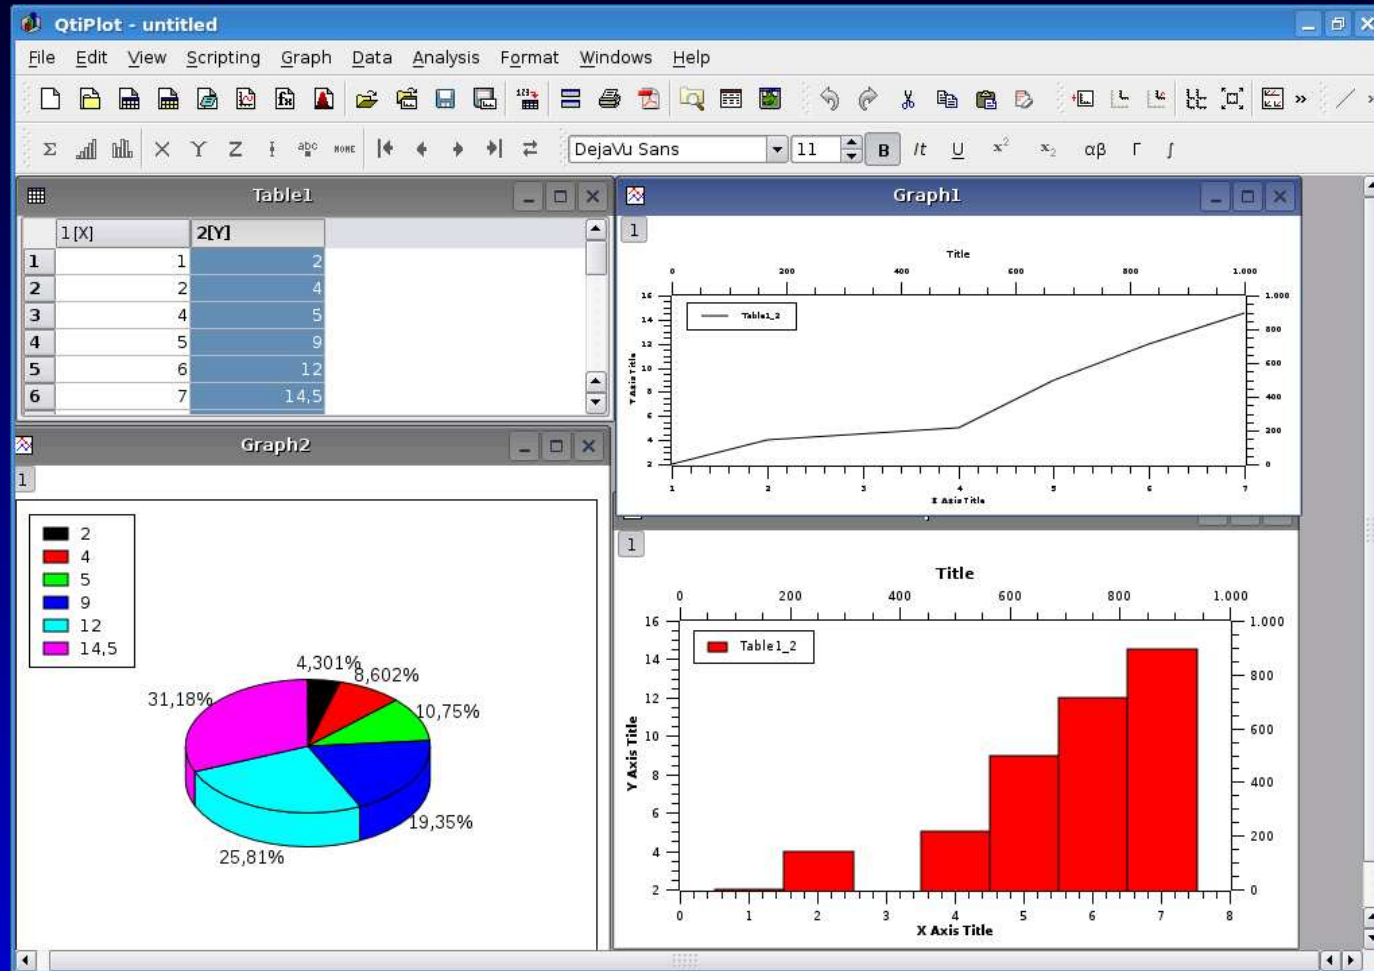 QtiPlot - untitled
File Edit View Scripting Graph Data Analysis Format Windows Help
Σ X Y Z abc NONE DejaVu Sans 11 B It U x² x₂ αβ Γ ∫
Table1
1[X] 2[Y]
1 1 2
2 2 4
3 4 5
4 5 9
5 6 12
6 7 14,5
Graph1
1
Title
0 200 400 600 800 1.000
16 14 12 10 8 6 4 2
Y Axis Title
Table1_2
1.000 800 600 400 200 0
1 2 3 4 5 6 7
X Axis Title
Graph2
1
2
4
5
9
12
14,5
4,301%
8,602%
10,75%
19,35%
25,81%
31,18%
1
Title
0 200 400 600 800 1.000
16 14 12 10 8 6 4 2
Y Axis Title
Table1_2
1.000 800 600 400 200 0
0 1 2 3 4 5 6 7 8
X Axis Title